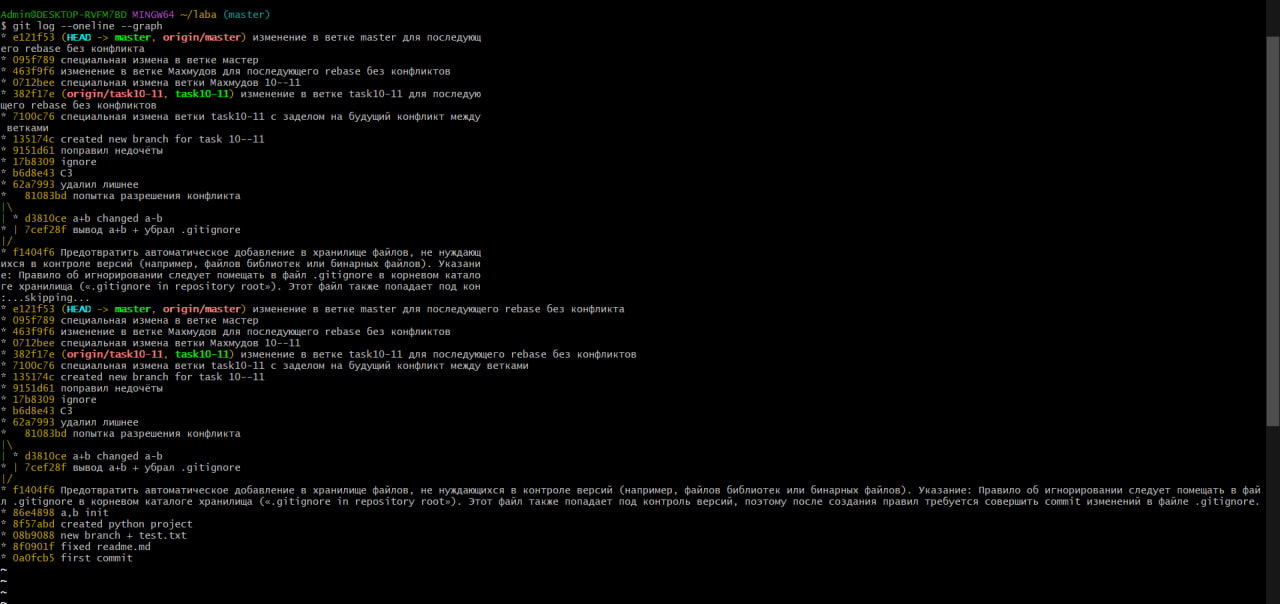 Admin@DESKTOP-RVFM7BD MINGW64 ~/laba (master)
$ git log --oneline --graph
* e121f53 (HEAD -> master, origin/master) изменение в ветке master для последующ
его rebase без конфликта
* 095f789 специальная измена в ветке мастер
* 463f9f6 изменение в ветке Махмудов для последующего rebase без конфликтов
* 0712bee специальная измена ветки Махмудов 10--11
* 382f17e (origin/task10-11, task10-11) изменение в ветке task10-11 для последую
щего rebase без конфликтов
* 7100c76 специальная измена ветки task10-11 с заделом на будущий конфликт между
 ветками
* 135174c created new branch for task 10--11
* 9151d61 поправил недочёты
* 17b8309 ignore
* b6d8e43 C3
* 62a7993 удалил лишнее
*   81083bd попытка разрешения конфликта
|\
| * d3810ce a+b changed a-b
* | 7cef28f вывод a+b + убрал .gitignore
|/
* f1404f6 Предотвратить автоматическое добавление в хранилище файлов, не нуждающ
ихся в контроле версий (например, файлов библиотек или бинарных файлов). Указани
е: Правило об игнорировании следует помещать в файл .gitignore в корневом катало
ге хранилища («.gitignore in repository root»). Этот файл также попадает под кон
:...skipping...
* e121f53 (HEAD -> master, origin/master) изменение в ветке master для последующего rebase без конфликта
* 095f789 специальная измена в ветке мастер
* 463f9f6 изменение в ветке Махмудов для последующего rebase без конфликтов
* 0712bee специальная измена ветки Махмудов 10--11
* 382f17e (origin/task10-11, task10-11) изменение в ветке task10-11 для последующего rebase без конфликтов
* 7100c76 специальная измена ветки task10-11 с заделом на будущий конфликт между ветками
* 135174c created new branch for task 10--11
* 9151d61 поправил недочёты
* 17b8309 ignore
* b6d8e43 C3
* 62a7993 удалил лишнее
*   81083bd попытка разрешения конфликта
|\
| * d3810ce a+b changed a-b
* | 7cef28f вывод a+b + убрал .gitignore
|/
* f1404f6 Предотвратить автоматическое добавление в хранилище файлов, не нуждающихся в контроле версий (например, файлов библиотек или бинарных файлов). Указание: Правило об игнорировании следует помещать в фай
л .gitignore в корневом каталоге хранилища («.gitignore in repository root»). Этот файл также попадает под контроль версий, поэтому после создания правил требуется совершить commit изменений в файле .gitignore.
* 86e4898 a,b init
* 8f57abd created python project
* 08b9088 new branch + test.txt
* 8f0901f fixed readme.md
* 0a0fcb5 first commit
~
~
~
~